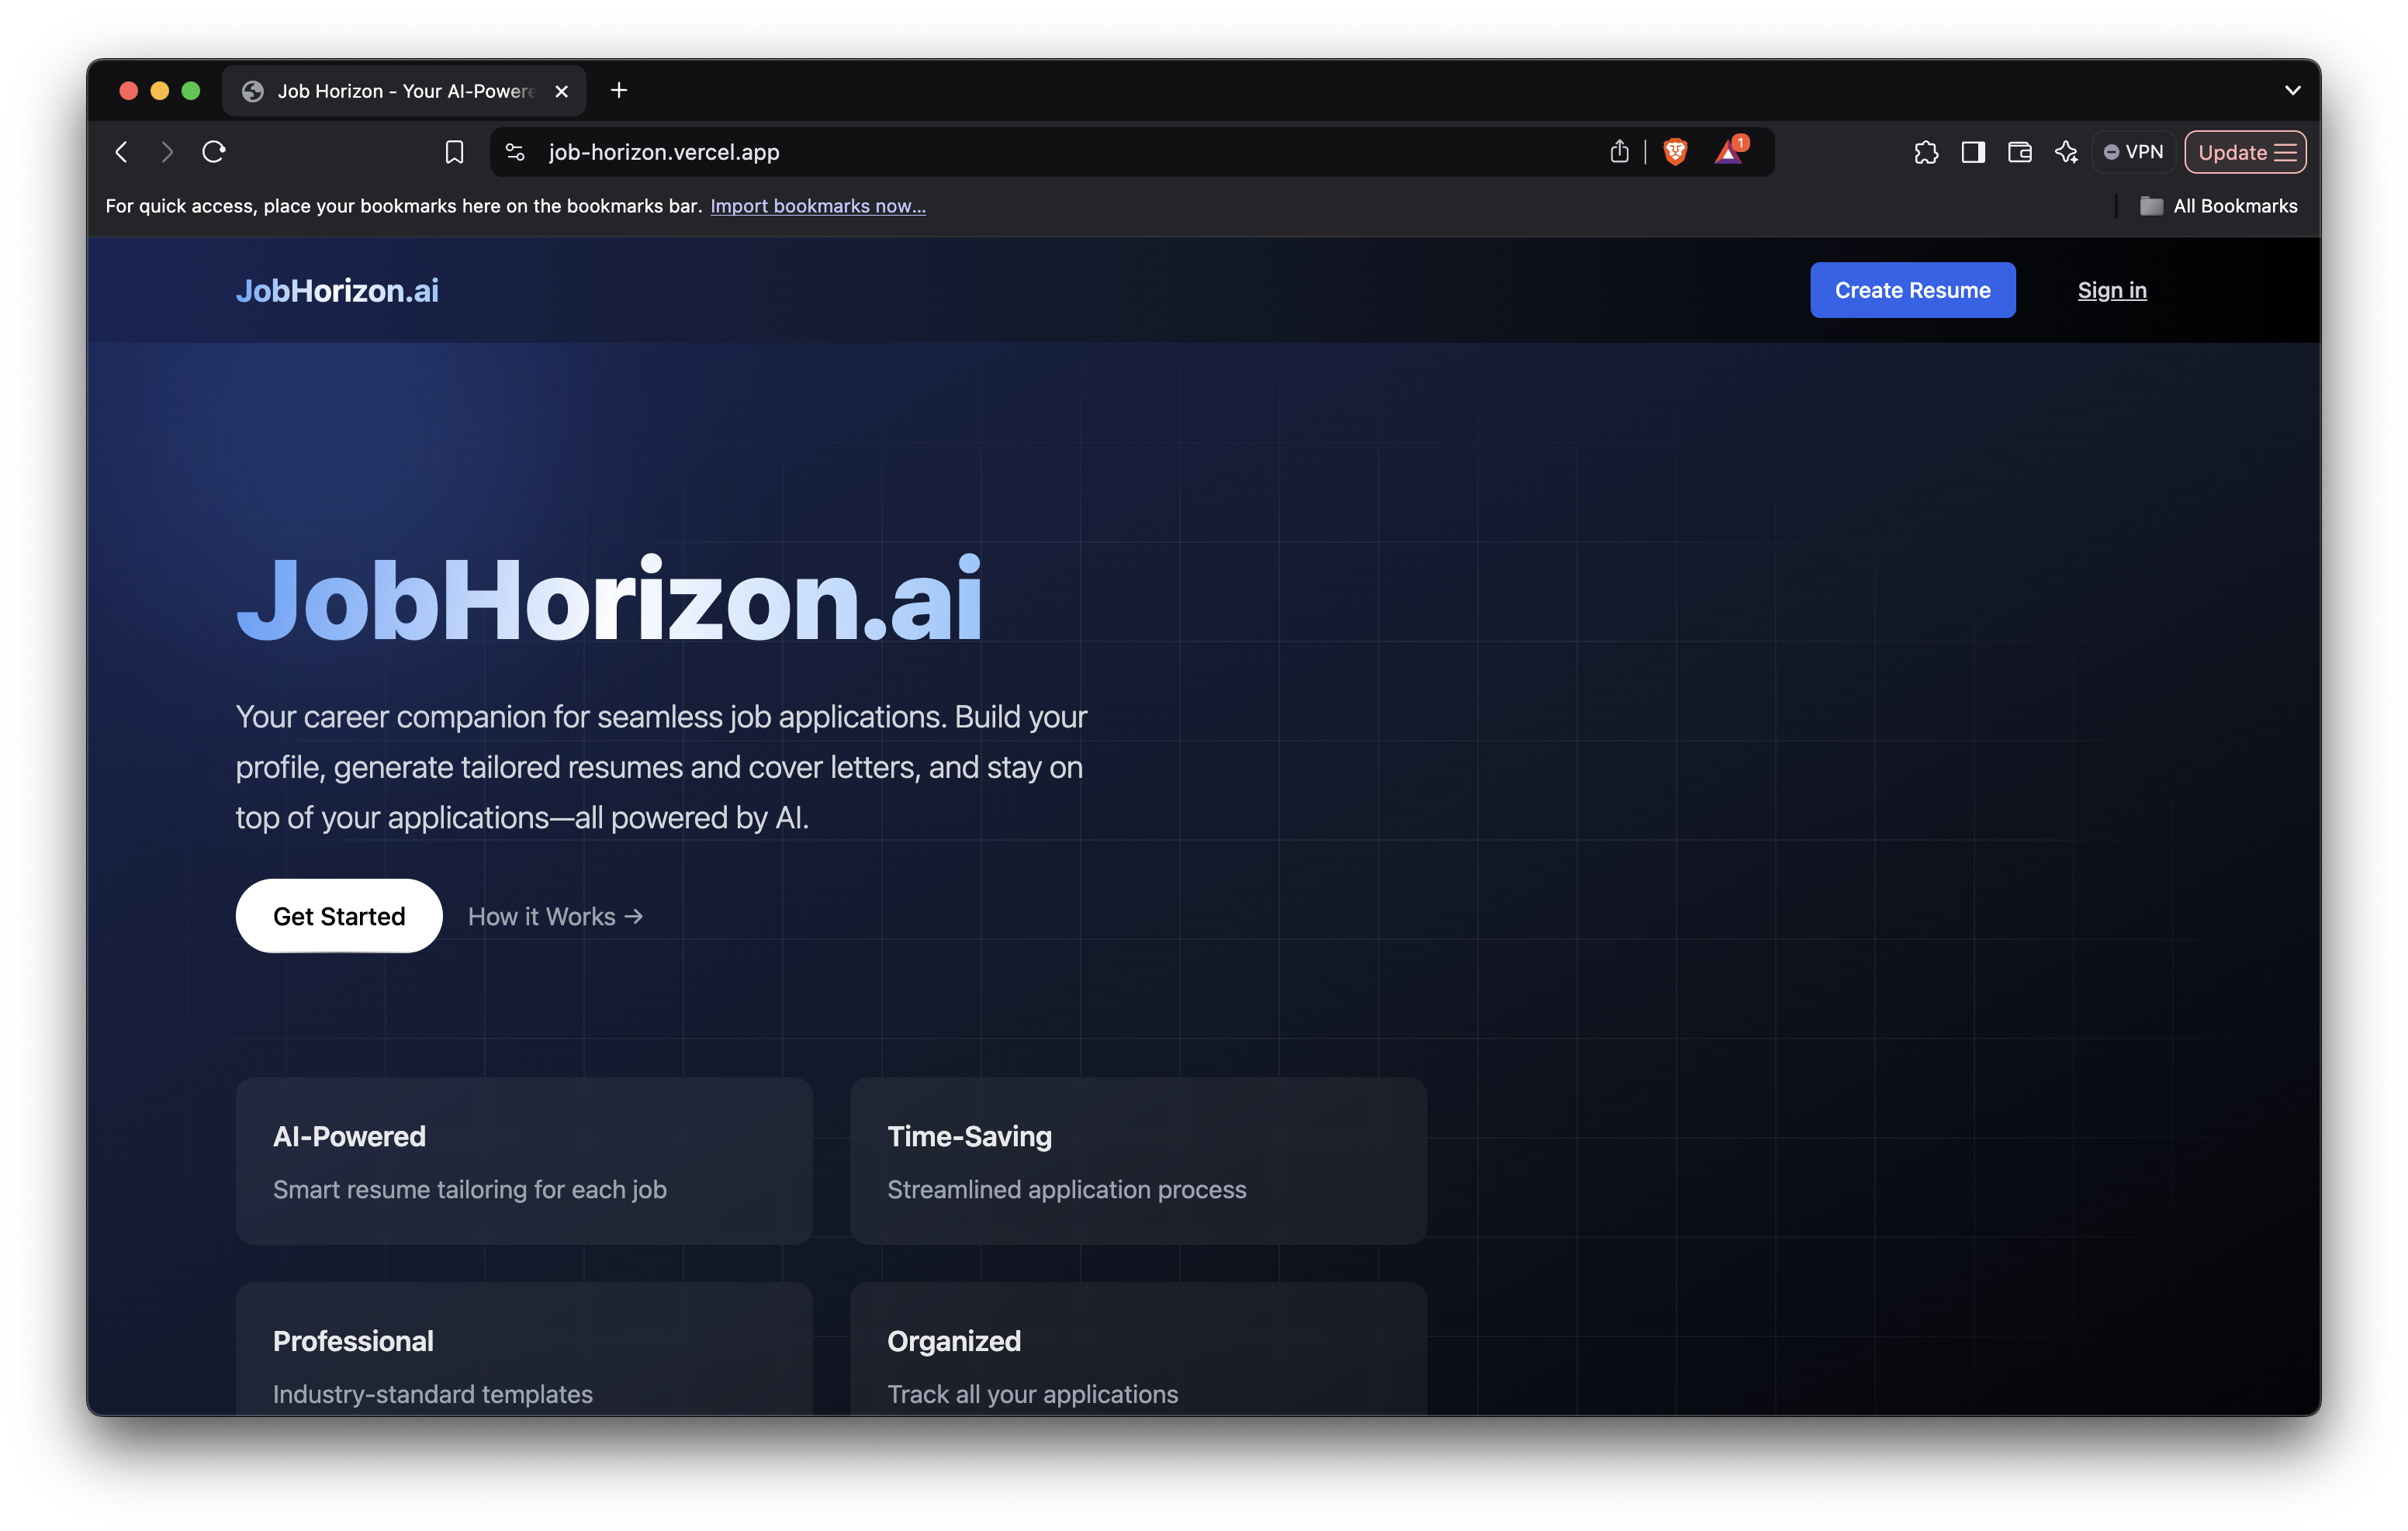 Job Horizon - Your AI-Powere
job-horizon.vercel.app
1
VPN
Update
For quick access, place your bookmarks here on the bookmarks bar. Import bookmarks now...
All Bookmarks
JobHorizon.ai
Create Resume
Sign in
JobHorizon.ai
Your career companion for seamless job applications. Build your
profile, generate tailored resumes and cover letters, and stay on
top of your applications—all powered by AI.
Get Started
How it Works →
AI-Powered
Smart resume tailoring for each job
Time-Saving
Streamlined application process
Professional
Industry-standard templates
Organized
Track all your applications